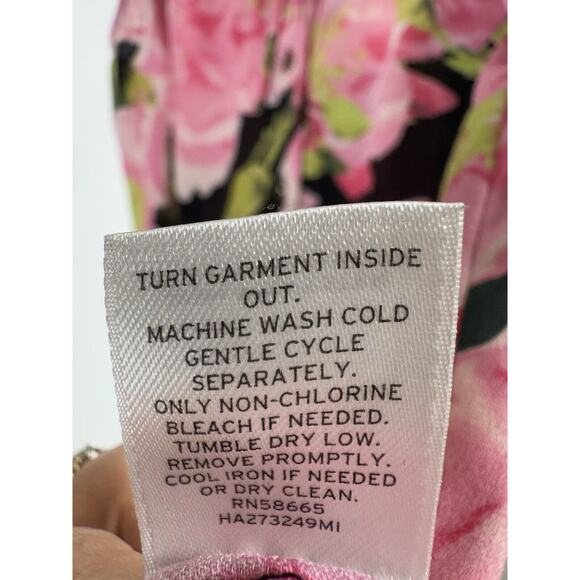 TURN GARMENT INSIDE
OUT.
MACHINE WASH COLD
GENTLE CYCLE
SEPARATELY.
ONLY NON-CHLORINE
BLEACH IF NEEDED.
TUMBLE DRY LOW.
REMOVE PROMPTLY.
COOL IRON IF NEEDED
OR DRY CLEAN.
RN58665
HA273249MI